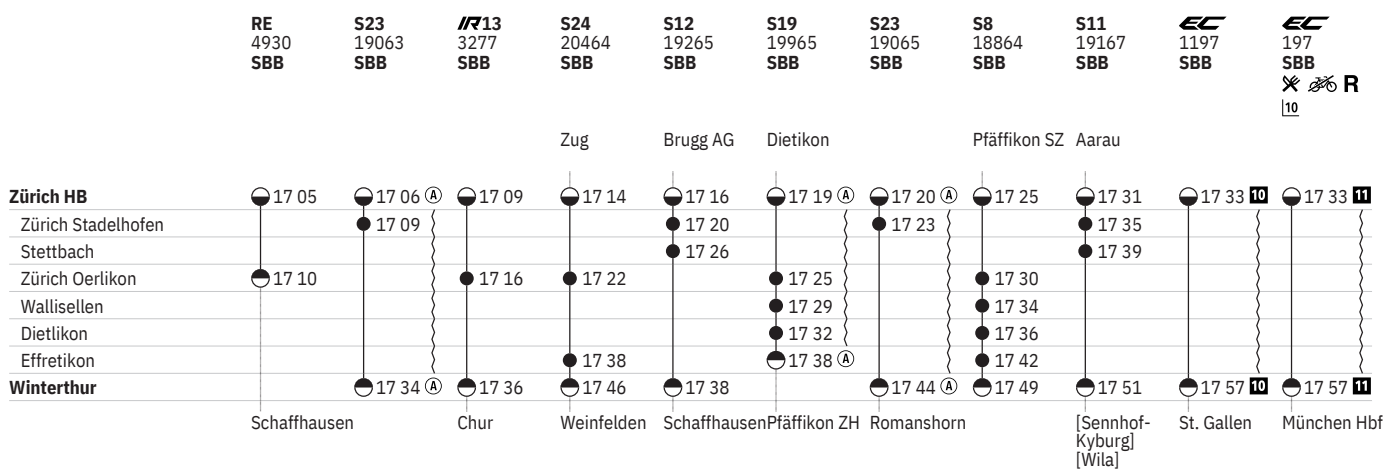 RE S23 IR13 S24 S12 S19 S23 S8 S11 EC EC
4930 19063 3277 20464 19265 19965 19065 18864 19167 1197 197
SBB SBB SBB SBB SBB SBB SBB SBB SBB SBB SBB
R
10
Zug Brugg AG Dietikon Pfäffikon SZ Aarau
Zürich HB 17 05 17 06 A 17 09 17 14 17 16 17 19 A 17 20 A 17 25 17 31 17 33 10 17 33 11
Zürich Stadelhofen 17 09 17 20 17 23 17 35
Stettbach 17 26 17 39
Zürich Oerlikon 17 10 17 16 17 22 17 25 17 30
Wallisellen 17 29 17 34
Dietlikon 17 32 17 36
Effretikon 17 38 17 38 A 17 42
Winterthur 17 34 A 17 36 17 46 17 38 17 44 A 17 49 17 51 17 57 10 17 57 11
Schaffhausen Chur Weinfelden Schaffhausen Pfäffikon ZH Romanshorn [Sennhof- St. Gallen München Hbf
Kyburg]
[Wila]